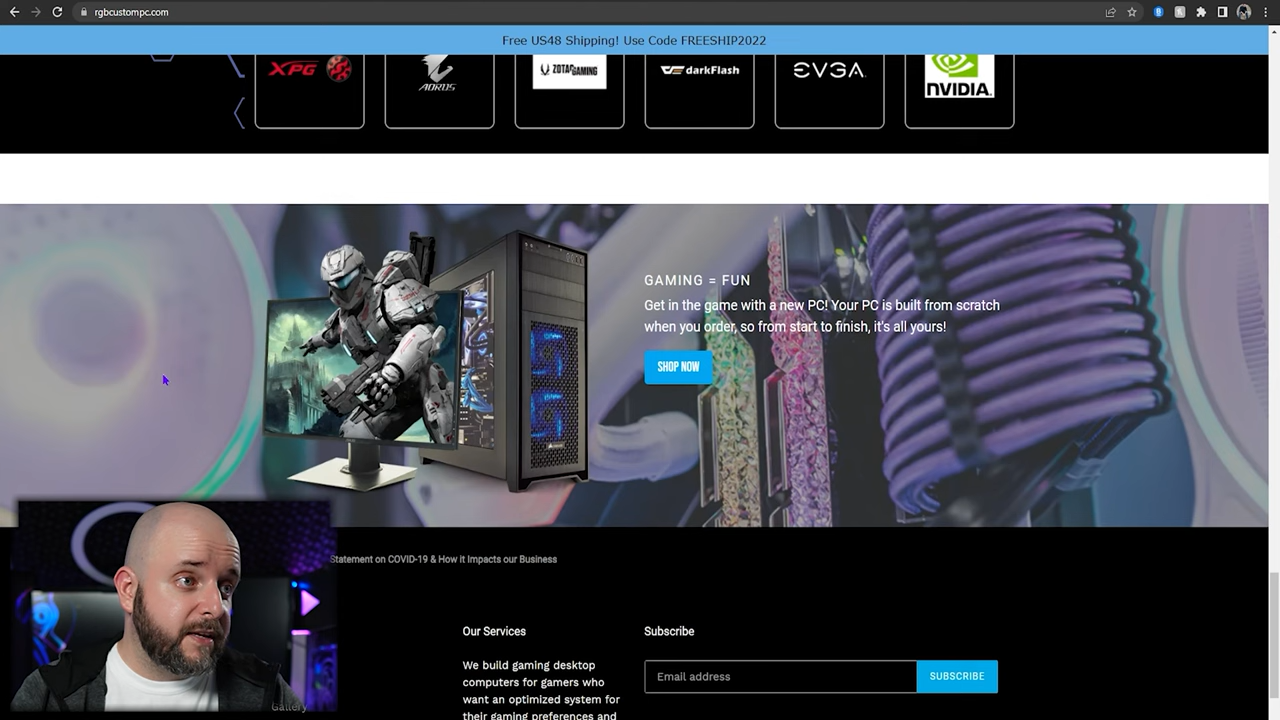 rgbcustompc.com
Free US48 Shipping! Use Code FREESHIP2022
XPG
AORUS
ZOTAC GAMING
darkFlash
EVGA
NVIDIA.
GAMING = FUN
Get in the game with a new PC! Your PC is built from scratch
when you order, so from start to finish, it's all yours!
SHOP NOW
Statement on COVID-19 & How it Impacts our Business
Our Services
Subscribe
We build gaming desktop
computers for gamers who
want an optimized system for
their gaming preferences and
Email address
SUBSCRIBE
Gallery